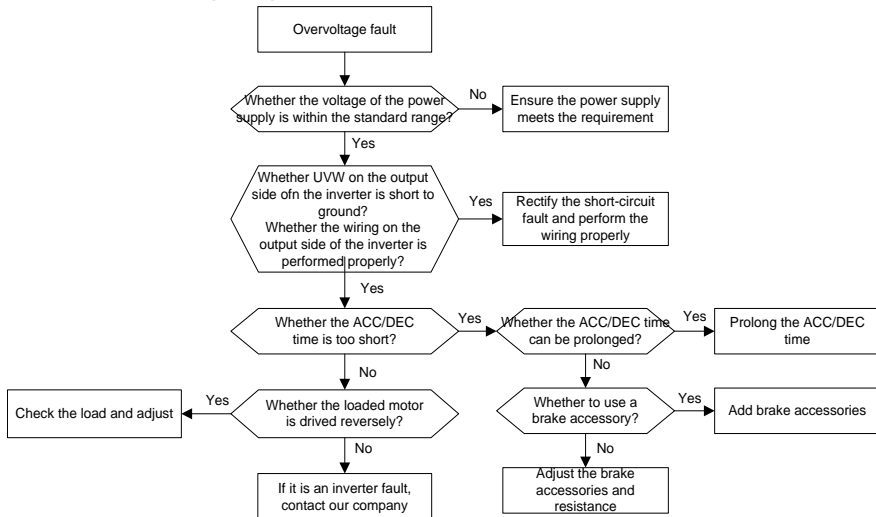 Overvoltage fault
Whether the voltage of the power
supply is within the standard range?
No
Ensure the power supply
meets the requirement
Yes
Whether UVW on the output
side ofn the inverter is short to
ground?
Whether the wiring on the
output side of the inverter is
performed properly?
Yes
Rectify the short-circuit
fault and perform the
wiring properly
Yes
Whether the ACC/DEC
time is too short?
Yes
Whether the ACC/DEC time
can be prolonged?
Yes
Prolong the ACC/DEC
time
No
No
Check the load and adjust
Yes
Whether the loaded motor
is drived reversely?
Whether to use a
brake accessory?
Yes
Add brake accessories
No
No
If it is an inverter fault,
contact our company
Adjust the brake
accessories and
resistance